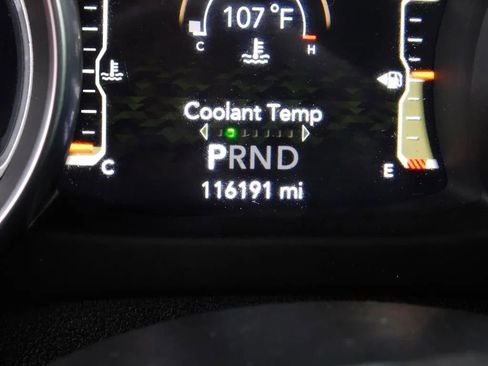 107 °F
C H
Coolant Temp
PRND
C E
116191 mi